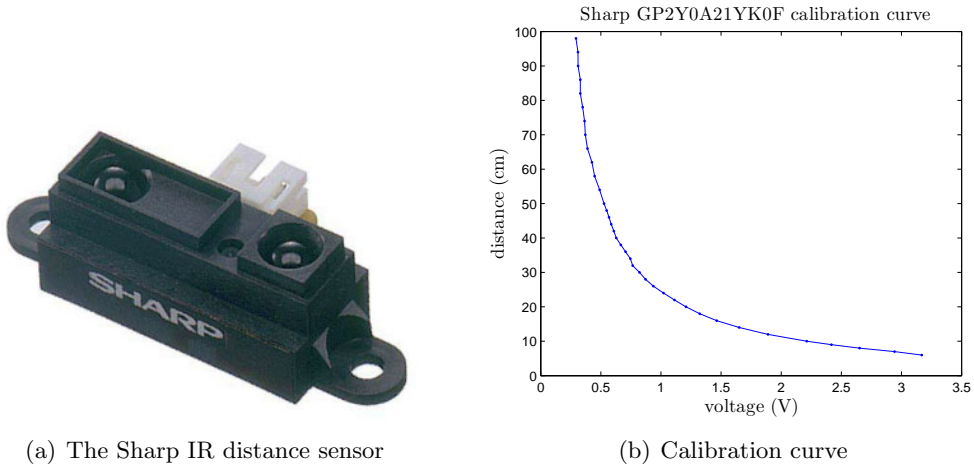 SHARP
(a) The Sharp IR distance sensor
Sharp GP2Y0A21YK0F calibration curve
100
90
80
70
60
50
40
30
20
10
0
distance (cm)
0 0.5 1 1.5 2 2.5 3 3.5
voltage (V)
(b) Calibration curve